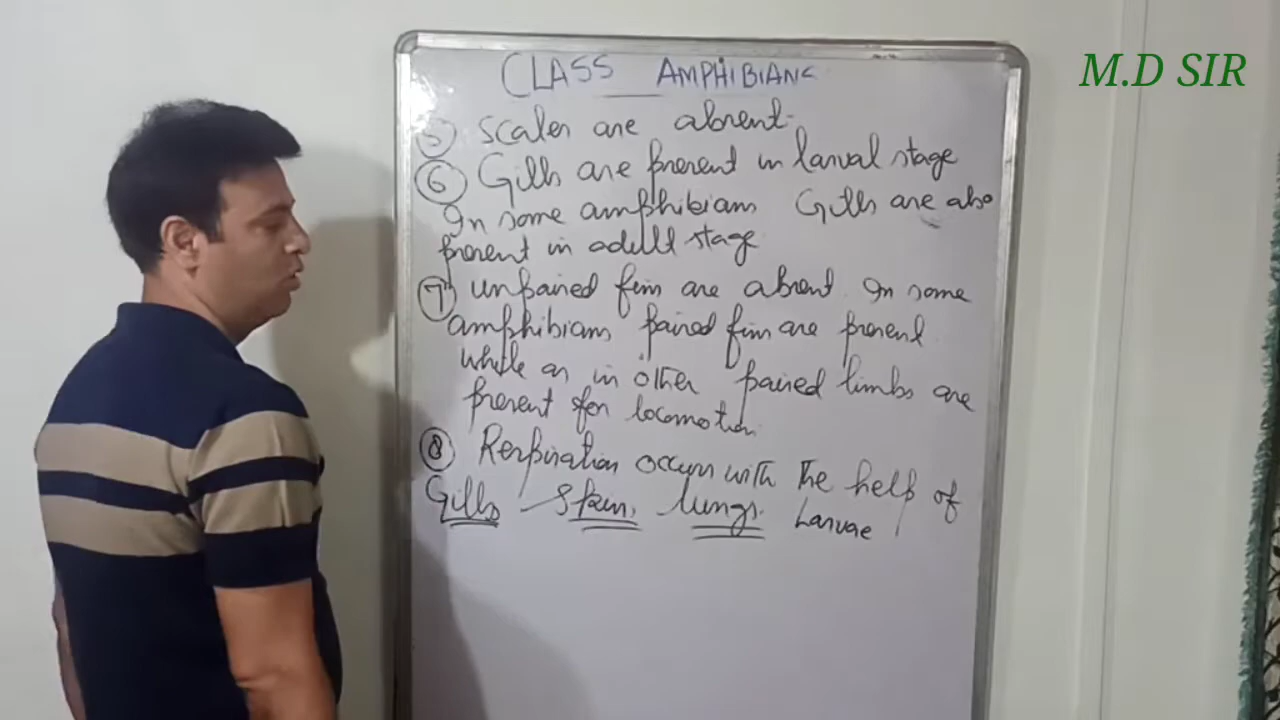 CLASS AMPHIBIANS
M.D SIR
5 Scales are absent.
6 Gills are present in larval stage
In some amphibians Gills are also
present in adult stage
7 unpaired fins are absent. In some
amphibians paired fins are present
while as in other paired limbs are
present for locomotion.
8 Respiration occurs with the help of
Gills Skin, lungs. Larvae